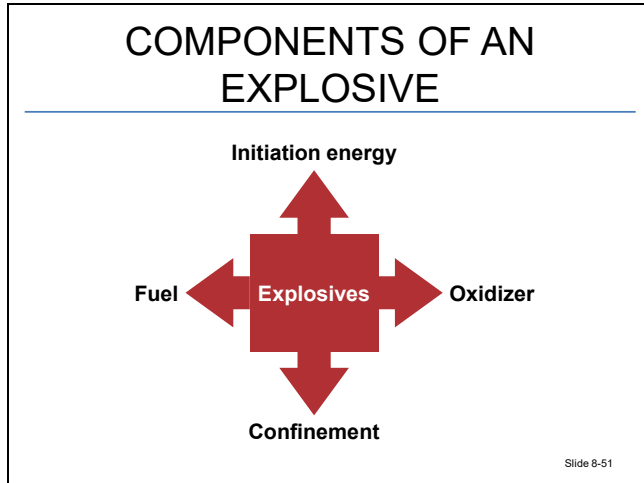 COMPONENTS OF AN
EXPLOSIVE
Initiation energy
Fuel
Explosives
Oxidizer
Confinement
Slide 8-51